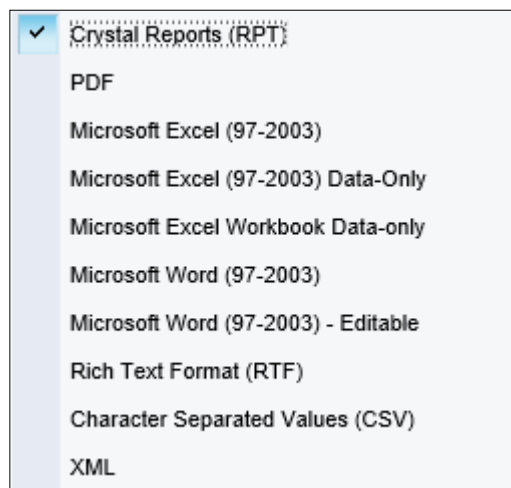 Crystal Reports (RPT)
PDF
Microsoft Excel (97-2003)
Microsoft Excel (97-2003) Data-Only
Microsoft Excel Workbook Data-only
Microsoft Word (97-2003)
Microsoft Word (97-2003) - Editable
Rich Text Format (RTF)
Character Separated Values (CSV)
XML